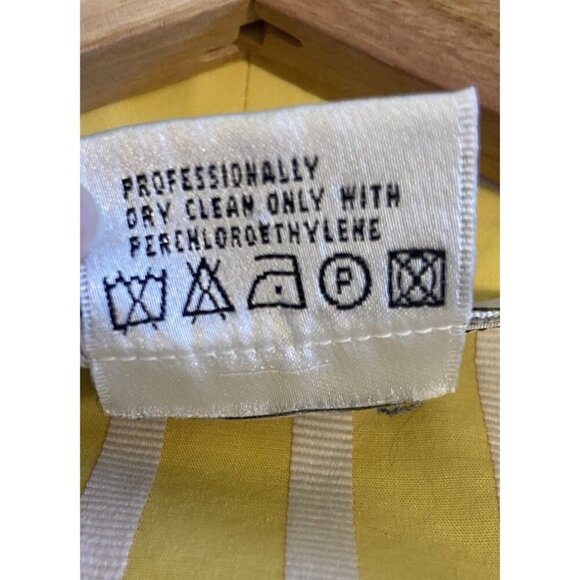 PROFESSIONALLY
DRY CLEAN ONLY WITH
PERCHLOROETHYLENE
P